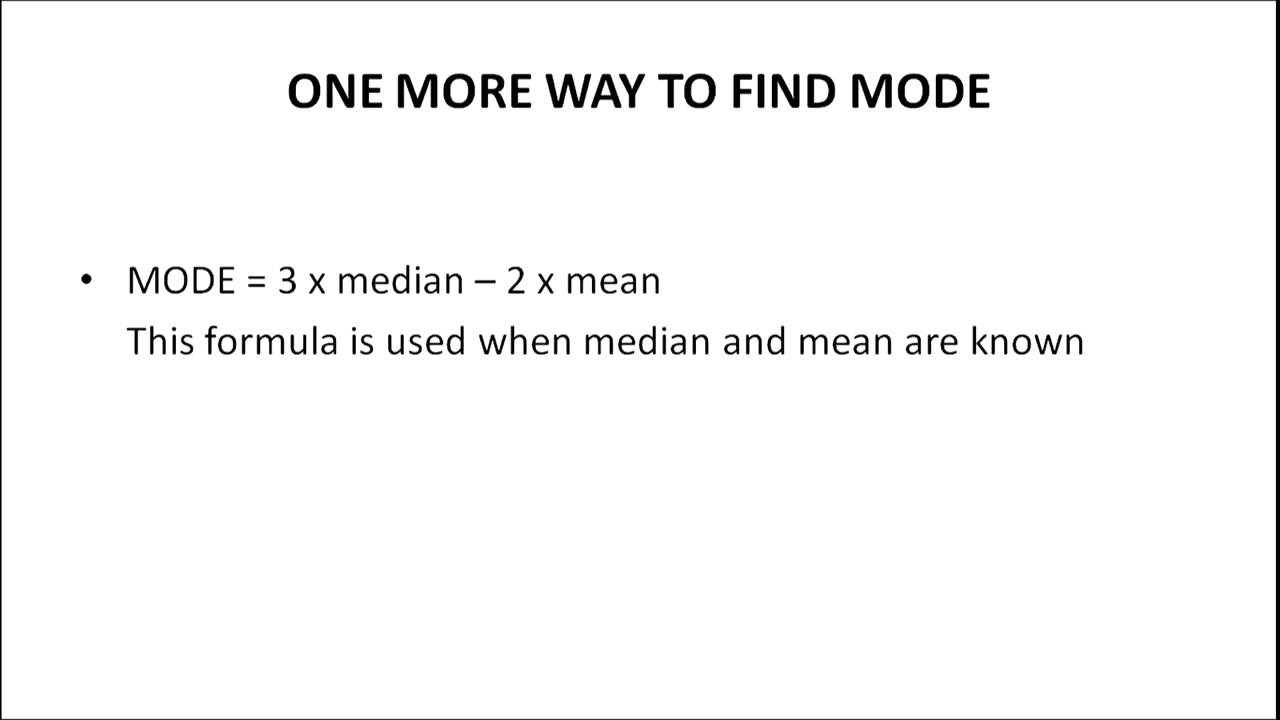 ONE MORE WAY TO FIND MODE
• MODE = 3 x median – 2 x mean
This formula is used when median and mean are known